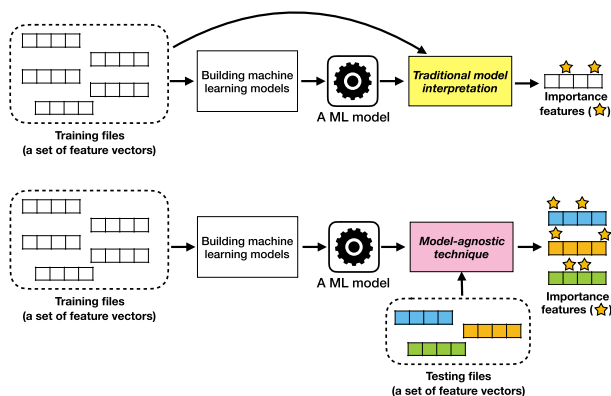 Building machine
learning models
Traditional model
interpretation
A ML model
Importance
features (
)
Training files
(a set of feature vectors)
Building machine
learning models
Model-agnostic
technique
A ML model
Importance
features (
)
Training files
(a set of feature vectors)
Testing files
(a set of feature vectors)